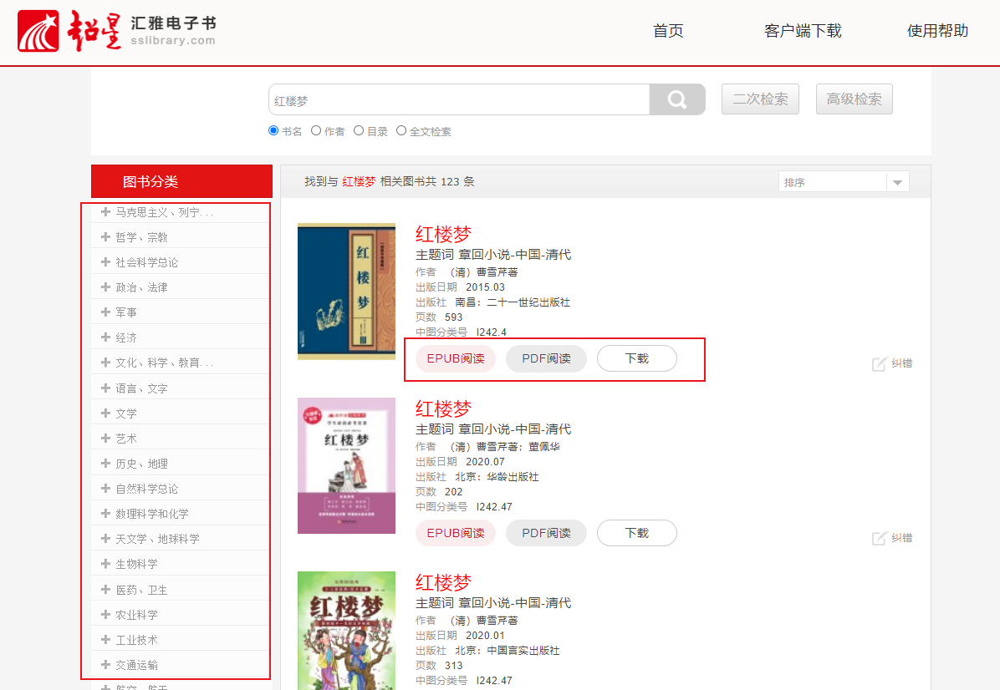 超星 汇雅电子书
sslibrary.com
首页 客户端下载 使用帮助
红楼梦
二次检索 高级检索
书名 作者 目录 全文检索
图书分类
马克思主义、列宁...
哲学、宗教
社会科学总论
政治、法律
军事
经济
文化、科学、教育...
语言、文字
文学
艺术
历史、地理
自然科学总论
数理科学和化学
天文学、地球科学
生物科学
医药、卫生
农业科学
工业技术
交通运输
找到与 红楼梦 相关图书共 123 条
排序
红楼梦
红楼梦
主题词 章回小说-中国-清代
作者 （清）曹雪芹著
出版日期 2015.03
出版社 南昌：二十一世纪出版社
页数 593
中图分类号 I242.4
EPUB阅读 PDF阅读 下载
纠错
学生必读必考名著
红楼梦
红楼梦
主题词 章回小说-中国-清代
作者 （清）曹雪芹著；董佩华
出版日期 2020.07
出版社 北京：华龄出版社
页数 202
中图分类号 I242.47
EPUB阅读 PDF阅读 下载
纠错
红楼梦
红楼梦
主题词 章回小说-中国-清代
作者 （清）曹雪芹著
出版日期 2020.01
出版社 北京：中国言实出版社
页数 313
中图分类号 I242.47